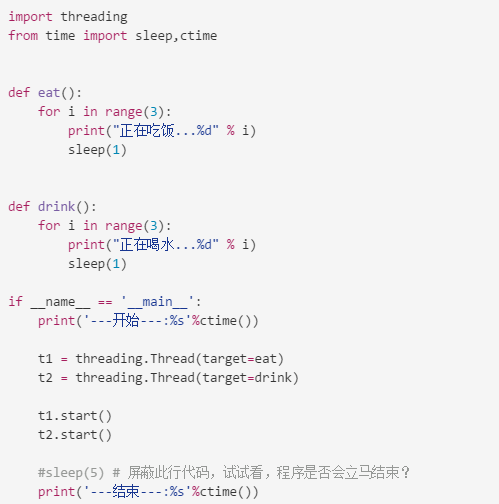 import threading
from time import sleep,ctime
def eat():
    for i in range(3):
        print("正在吃饭...%d" % i)
        sleep(1)
def drink():
    for i in range(3):
        print("正在喝水...%d" % i)
        sleep(1)
if __name__ == '__main__':
    print('---开始---:%s'%ctime())
    t1 = threading.Thread(target=eat)
    t2 = threading.Thread(target=drink)
    t1.start()
    t2.start()
    #sleep(5) # 屏蔽此行代码，试试看，程序是否会立马结束？
    print('---结束---:%s'%ctime())